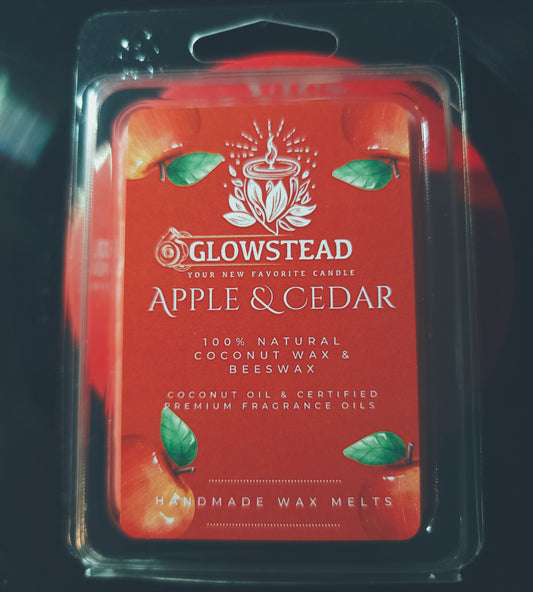 GLOWSTEAD
YOUR NEW FAVORITE CANDLE
APPLE & CEDAR
100% NATURAL
COCONUT WAX &
BEESWAX
COCONUT OIL & CERTIFIED
PREMIUM FRAGRANCE OILS
HANDMADE WAX MELTS